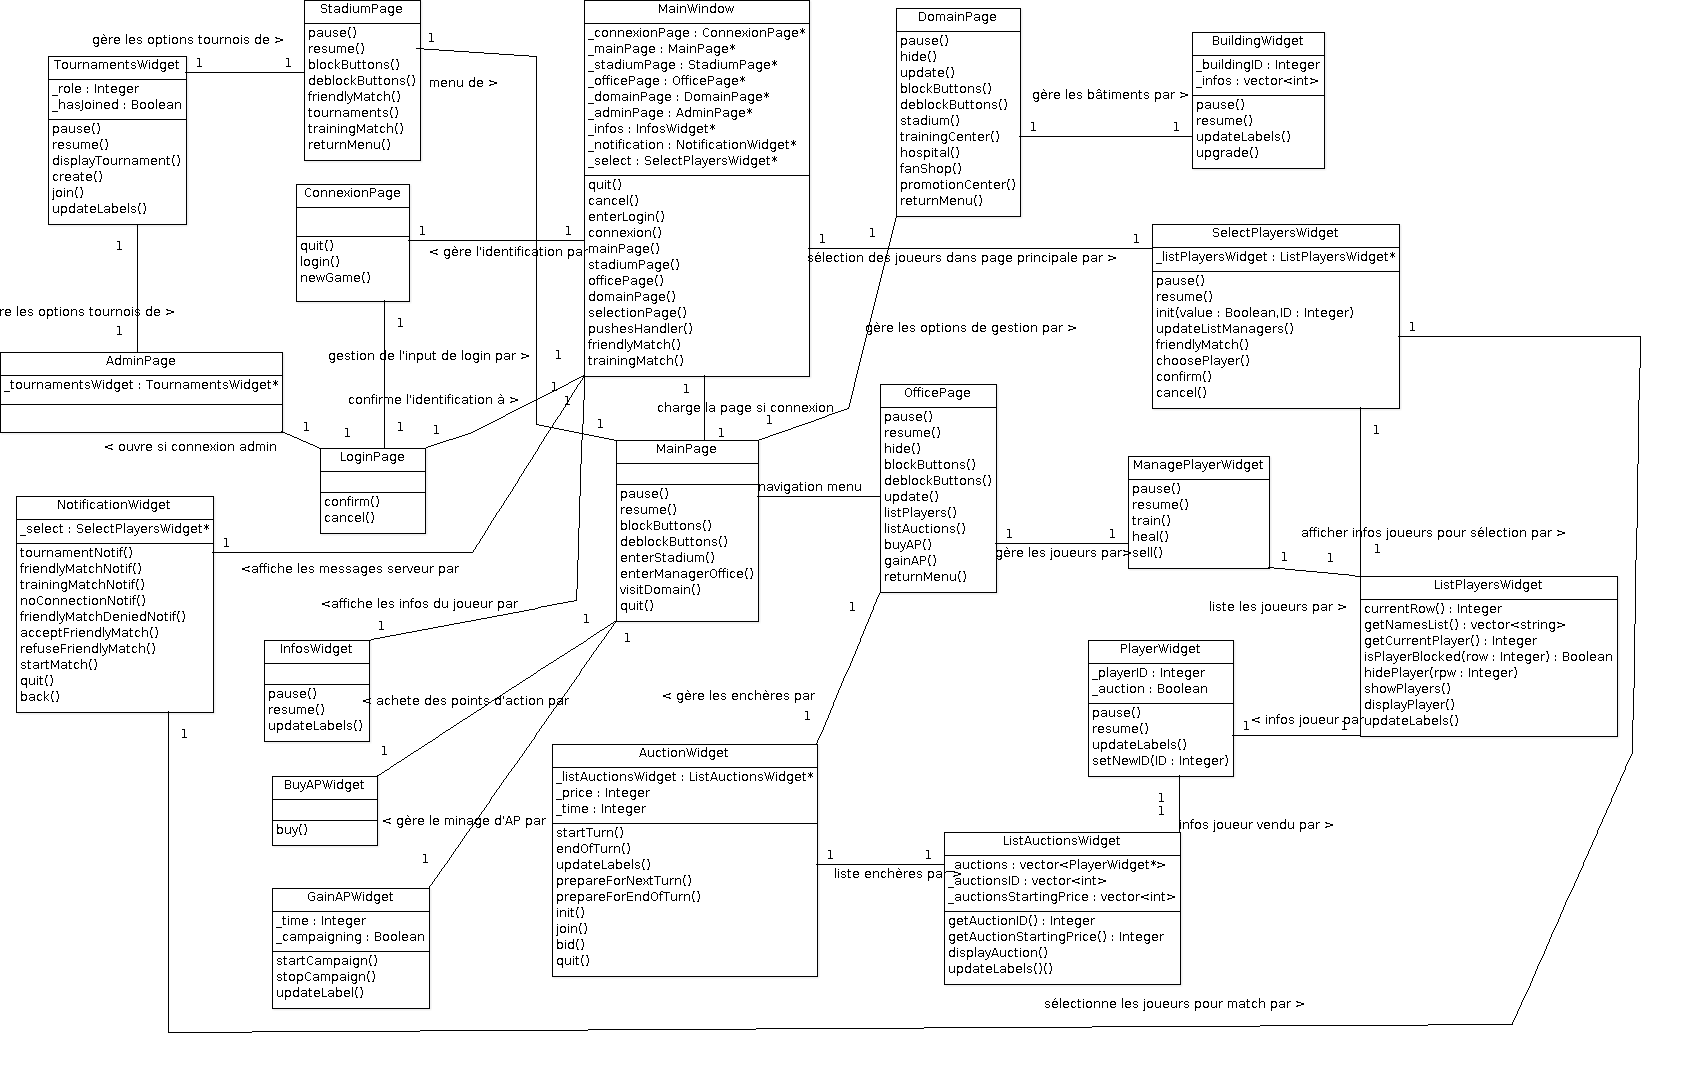 StadiumPage
pause()
resume()
blockButtons()
deblockButtons()
friendlyMatch()
tournaments()
trainingMatch()
returnMenu()
gère les options tournois de >
1
1
1
menu de >
TournamentsWidget
_role : Integer
_hasJoined : Boolean
pause()
resume()
displayTournament()
create()
join()
updateLabels()
1
re les options tournois de >
1
MainWindow
_connexionPage : ConnexionPage*
_mainPage : MainPage*
_stadiumPage : StadiumPage*
_officePage : OfficePage*
_domainPage : DomainPage*
_adminPage : AdminPage*
_infos : InfosWidget*
_notification : NotificationWidget*
_select : SelectPlayersWidget*
quit()
cancel()
enterLogin()
connexion()
mainPage()
stadiumPage()
officePage()
domainPage()
selectionPage()
pushesHandler()
friendlyMatch()
trainingMatch()
DomainPage
pause()
hide()
update()
blockButtons()
deblockButtons()
stadium()
trainingCenter()
hospital()
fanShop()
promotionCenter()
returnMenu()
gère les bâtiments par >
1
1
BuildingWidget
_buildingID : Integer
_infos : vector<int>
pause()
resume()
updateLabels()
upgrade()
ConnexionPage
quit()
login()
newGame()
1
1
< gère l'identification par
1
gestion de l'input de login par >
1
1
1
1
sélection des joueurs dans page principale par >
SelectPlayersWidget
_listPlayersWidget : ListPlayersWidget*
pause()
resume()
init(value : Boolean,ID : Integer)
updateListManagers()
friendlyMatch()
choosePlayer()
confirm()
cancel()
1
1
gère les options de gestion par >
AdminPage
_tournamentsWidget : TournamentsWidget*
1
< ouvre si connexion admin
1
1
1
confirme l'identification à >
1
1
LoginPage
confirm()
cancel()
1
charge la page si connexion
1
1
1
MainPage
pause()
resume()
blockButtons()
deblockButtons()
enterStadium()
enterManagerOffice()
visitDomain()
quit()
navigation menu
OfficePage
pause()
resume()
hide()
blockButtons()
deblockButtons()
update()
listPlayers()
listAuctions()
buyAP()
gainAP()
returnMenu()
1
1
gère les joueurs par>
ManagePlayerWidget
pause()
resume()
train()
heal()
sell()
1
1
afficher infos joueurs pour sélection par >
1
liste les joueurs par >
ListPlayersWidget
currentRow() : Integer
getNamesList() : vector<string>
getCurrentPlayer() : Integer
isPlayerBlocked(row : Integer) : Boolean
hidePlayer(rpw : Integer)
showPlayers()
displayPlayer()
updateLabels()
NotificationWidget
_select : SelectPlayersWidget*
tournamentNotif()
friendlyMatchNotif()
trainingMatchNotif()
noConnectionNotif()
friendlyMatchDeniedNotif()
acceptFriendlyMatch()
refuseFriendlyMatch()
startMatch()
quit()
back()
1
<affiche les messages serveur par
1
<affiche les infos du joueur par
1
InfosWidget
pause()
resume()
updateLabels()
1
1
< achete des points d'action par
1
BuyAPWidget
buy()
< gère le minage d'AP par
1
GainAPWidget
_time : Integer
_campaigning : Boolean
startCampaign()
stopCampaign()
updateLabel()
1
< gère les enchères par
1
AuctionWidget
_listAuctionsWidget : ListAuctionsWidget*
_price : Integer
_time : Integer
startTurn()
endOfTurn()
updateLabels()
prepareForNextTurn()
prepareForEndOfTurn()
init()
join()
bid()
quit()
1
1
liste enchères par >
PlayerWidget
_playerID : Integer
_auction : Boolean
pause()
resume()
updateLabels()
setNewID(ID : Integer)
< infos joueur par
1
1
1
1
infos joueur vendu par >
ListAuctionsWidget
_auctions : vector<PlayerWidget*>
_auctionsID : vector<int>
_auctionsStartingPrice : vector<int>
getAuctionID() : Integer
getAuctionStartingPrice() : Integer
displayAuction()
updateLabels()()
sélectionne les joueurs pour match par >